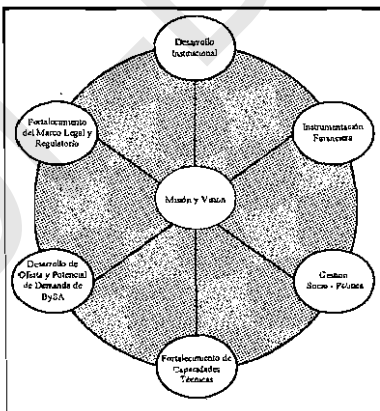 Desarrollo
Institucional
Fortalecimiento
del Marco Legal y
Regulatorio
Instrumentación
Financiera
Misión y Visión
Desarrollo de
Oferta y Potencial
de Demanda de
BySA
Gestión
Socio - Política
Fortalecimiento de
Capacidades
Técnicas